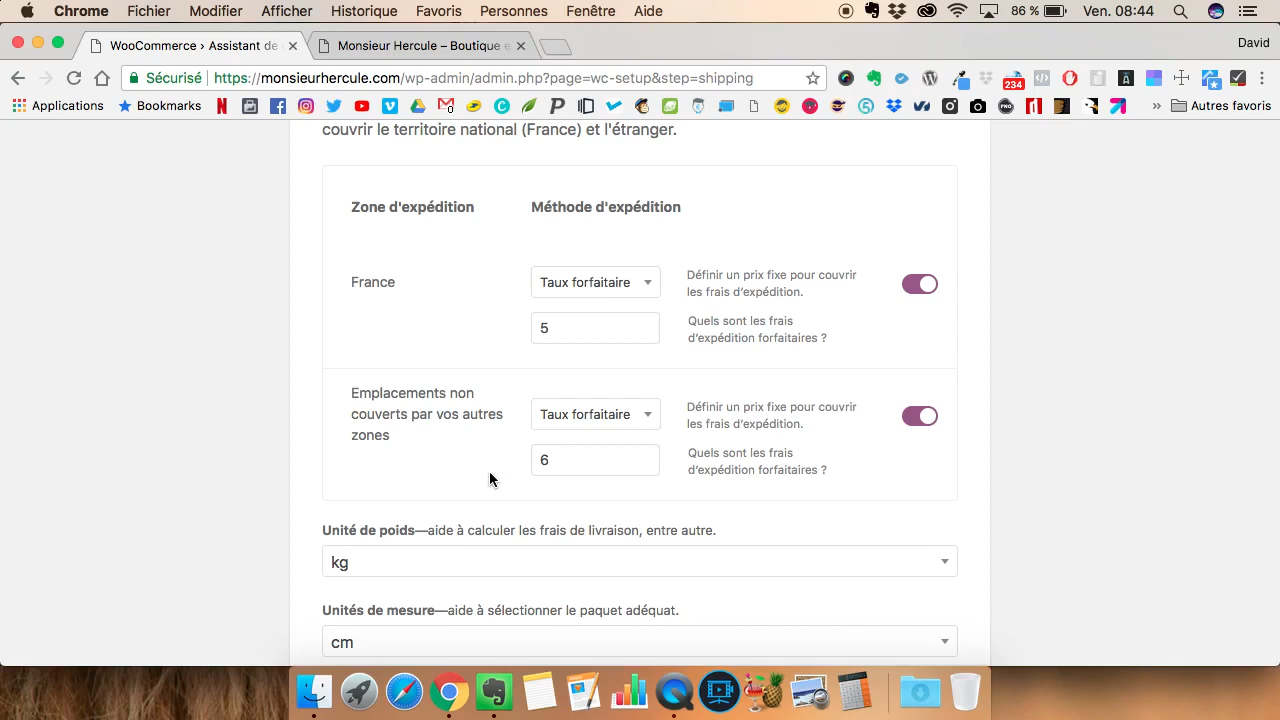 Chrome Fichier Modifier Afficher Historique Favoris Personnes Fenêtre Aide 86 % Ven. 08:44
WooCommerce › Assistant de Monsieur Hercule – Boutique e David
Sécurisé https://monsieurhercule.com/wp-admin/admin.php?page=wc-setup&step=shipping 234
Applications Bookmarks Autres favoris
couvrir le territoire national (France) et l'étranger.
Zone d'expédition Méthode d'expédition
France Taux forfaitaire Définir un prix fixe pour couvrir
les frais d’expédition.
5 Quels sont les frais
d’expédition forfaitaires ?
Emplacements non
couverts par vos autres
zones
Taux forfaitaire Définir un prix fixe pour couvrir
les frais d’expédition.
6 Quels sont les frais
d’expédition forfaitaires ?
Unité de poids—aide à calculer les frais de livraison, entre autre.
kg
Unités de mesure—aide à sélectionner le paquet adéquat.
cm